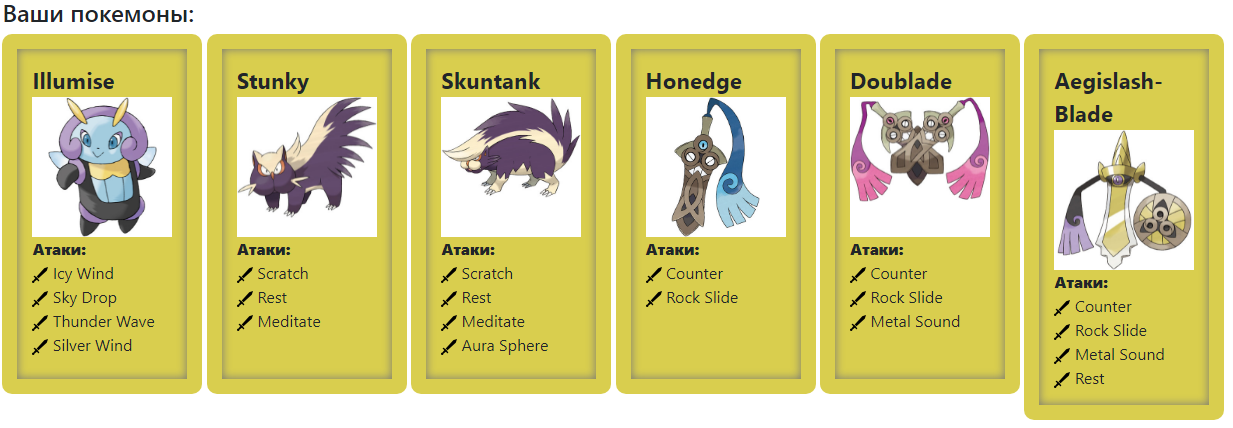 Ваши покемоны:
Illumise
Атаки:
Icy Wind
Sky Drop
Thunder Wave
Silver Wind
Stunky
Атаки:
Scratch
Rest
Meditate
Skuntank
Атаки:
Scratch
Rest
Meditate
Aura Sphere
Honedge
Атаки:
Counter
Rock Slide
Doublade
Атаки:
Counter
Rock Slide
Metal Sound
Aegislash-
Blade
Атаки:
Counter
Rock Slide
Metal Sound
Rest